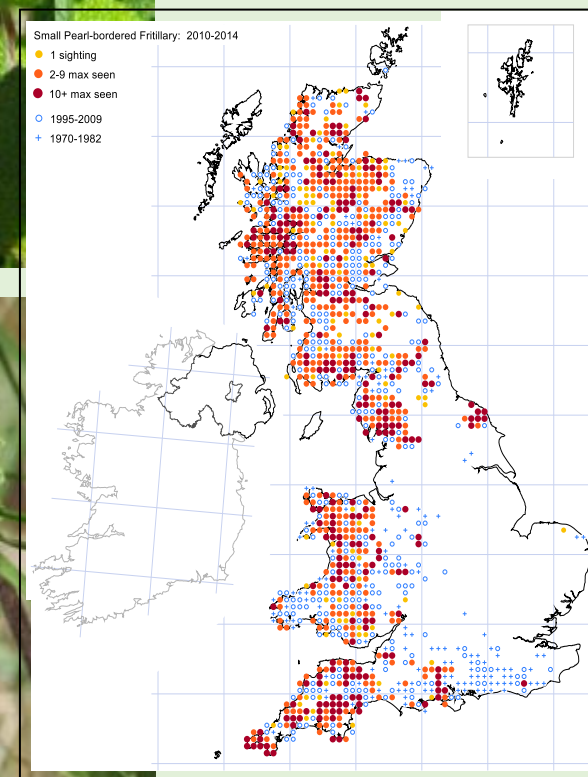 Small Pearl-bordered Fritillary: 2010-2014
1 sighting
2-9 max seen
10+ max seen
1995-2009
1970-1982